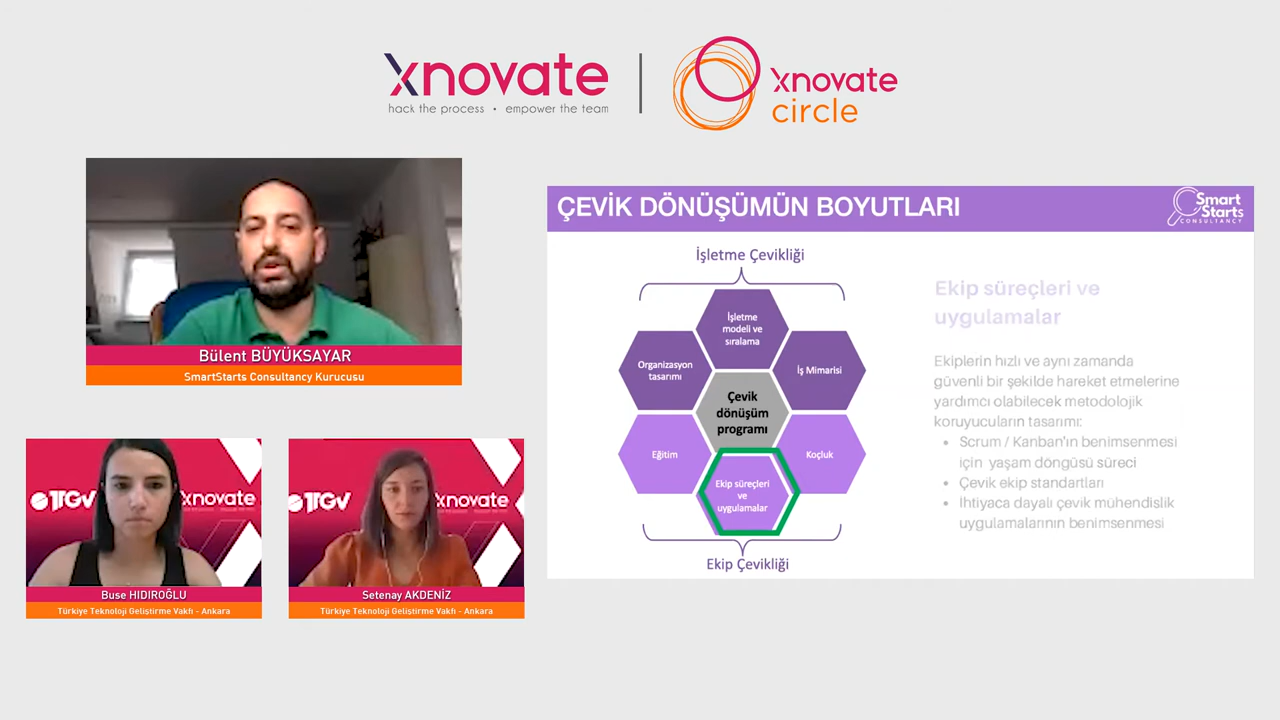 xnovate
hack the process • empower the team
xnovate
circle
Bülent BÜYÜKSAYAR
SmartStarts Consultancy Kurucusu
TTGV
xnovate
Buse HIDIROĞLU
Türkiye Teknoloji Geliştirme Vakfı - Ankara
TTGV
xnovate
Setenay AKDENİZ
Türkiye Teknoloji Geliştirme Vakfı - Ankara
ÇEVİK DÖNÜŞÜMÜN BOYUTLARI
Smart
Starts
CONSULTANCY
İşletme Çevikliği
İşletme
modeli ve
sıralama
Organizasyon
tasarımı
İş Mimarisi
Çevik
dönüşüm
programı
Eğitim
Koçluk
Ekip süreçleri
ve
uygulamalar
Ekip Çevikliği
Ekip süreçleri ve
uygulamalar
Ekiplerin hızlı ve aynı zamanda
güvenli bir şekilde hareket etmelerine
yardımcı olabilecek metodolojik
koruyucuların tasarımı:
• Scrum / Kanban'ın benimsenmesi
için yaşam döngüsü süreci
• Çevik ekip standartları
• İhtiyaca dayalı çevik mühendislik
uygulamalarının benimsenmesi